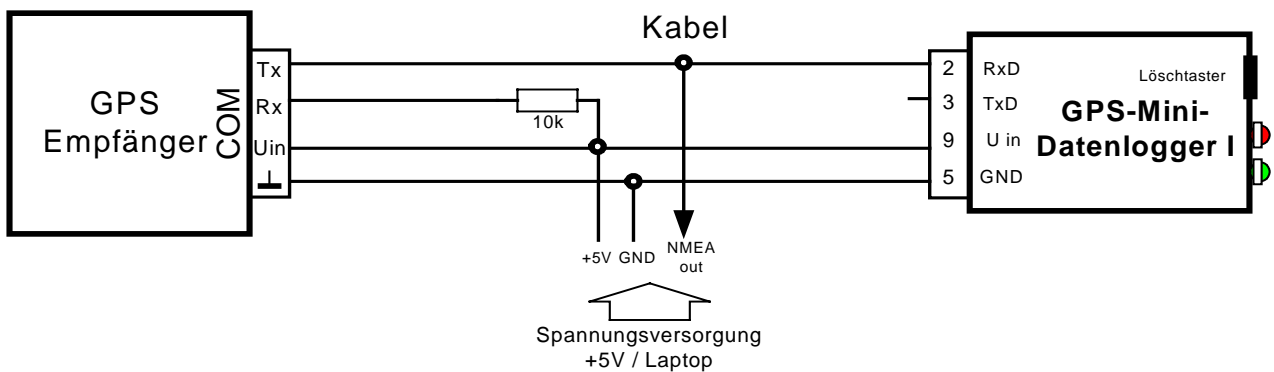 GPS
Empfänger
COM
Tx
Rx
Uin
Kabel
10k
+5V GND NMEA
out
Spannungsversorgung
+5V / Laptop
2 RxD
3 TxD
9 U in
5 GND
Löschtaster
GPS-Mini-
Datenlogger I